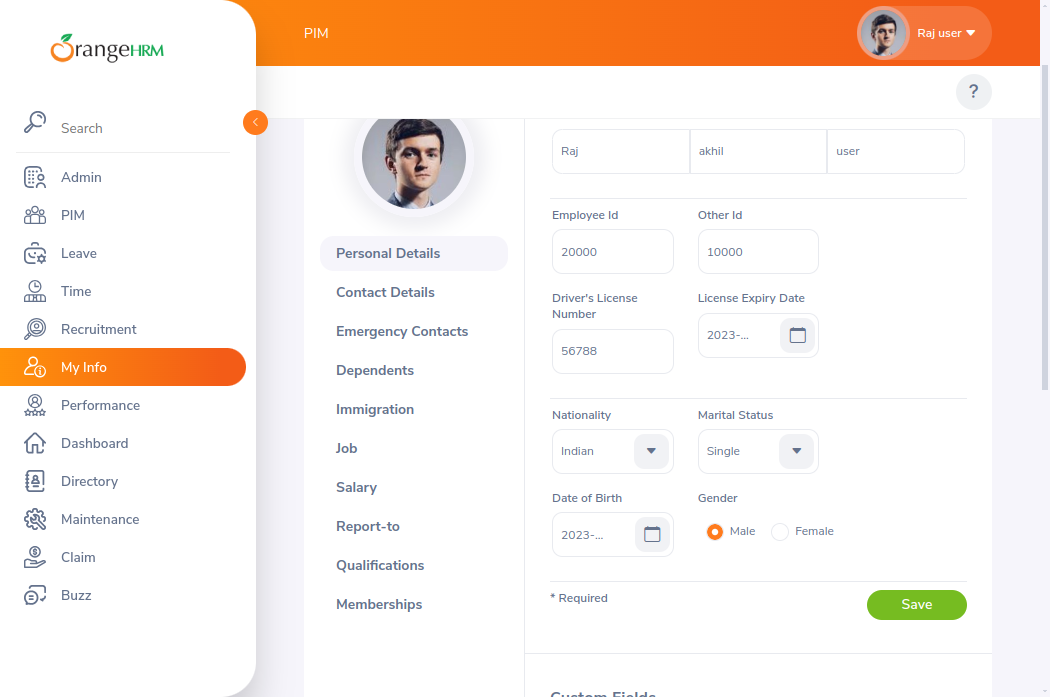 PIM
Raj user
OrangeHRM
?
Search
Admin
PIM
Leave
Time
Recruitment
My Info
Performance
Dashboard
Directory
Maintenance
Claim
Buzz
Personal Details
Contact Details
Emergency Contacts
Dependents
Immigration
Job
Salary
Report-to
Qualifications
Memberships
Raj akhil user
Employee Id Other Id
20000 10000
Driver's License License Expiry Date
Number
2023-...
56788
Nationality Marital Status
Indian Single
Date of Birth Gender
2023-... Male Female
* Required
Save
Custom Fields